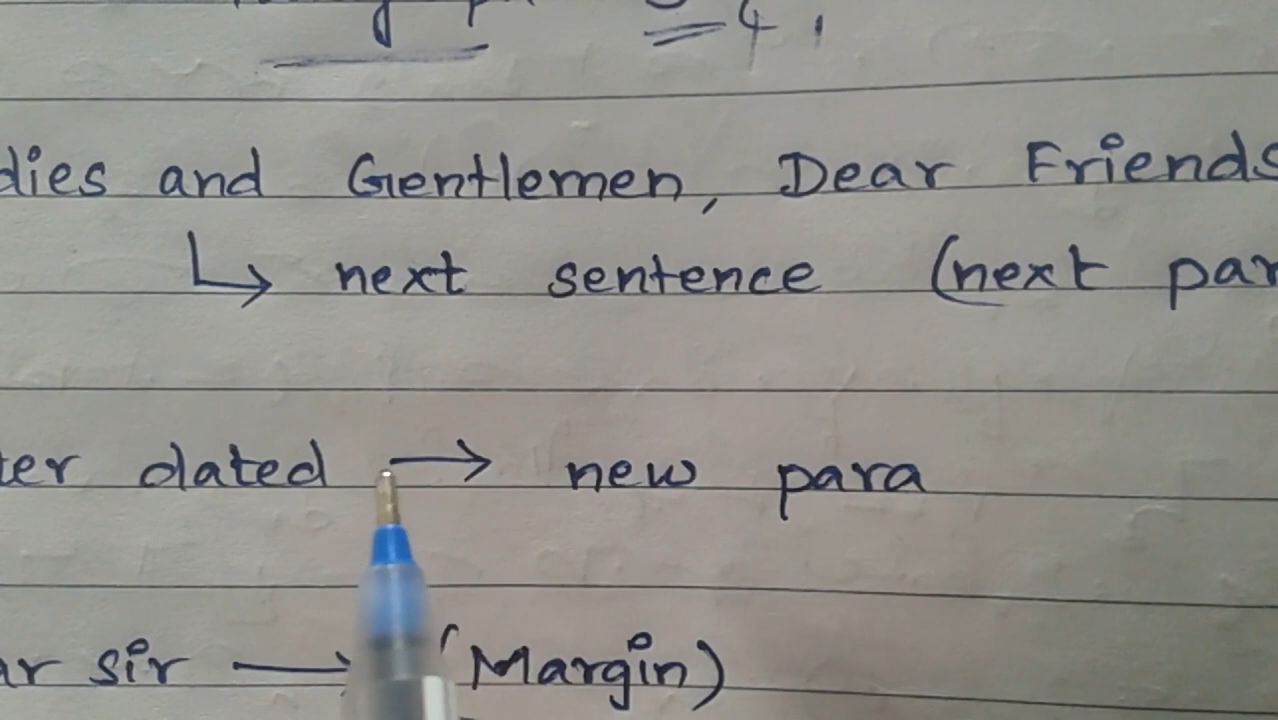 =4,
dies and Gentlemen, Dear Friends
↳ next sentence (next par
ter dated → new para
ar sir → (Margin)